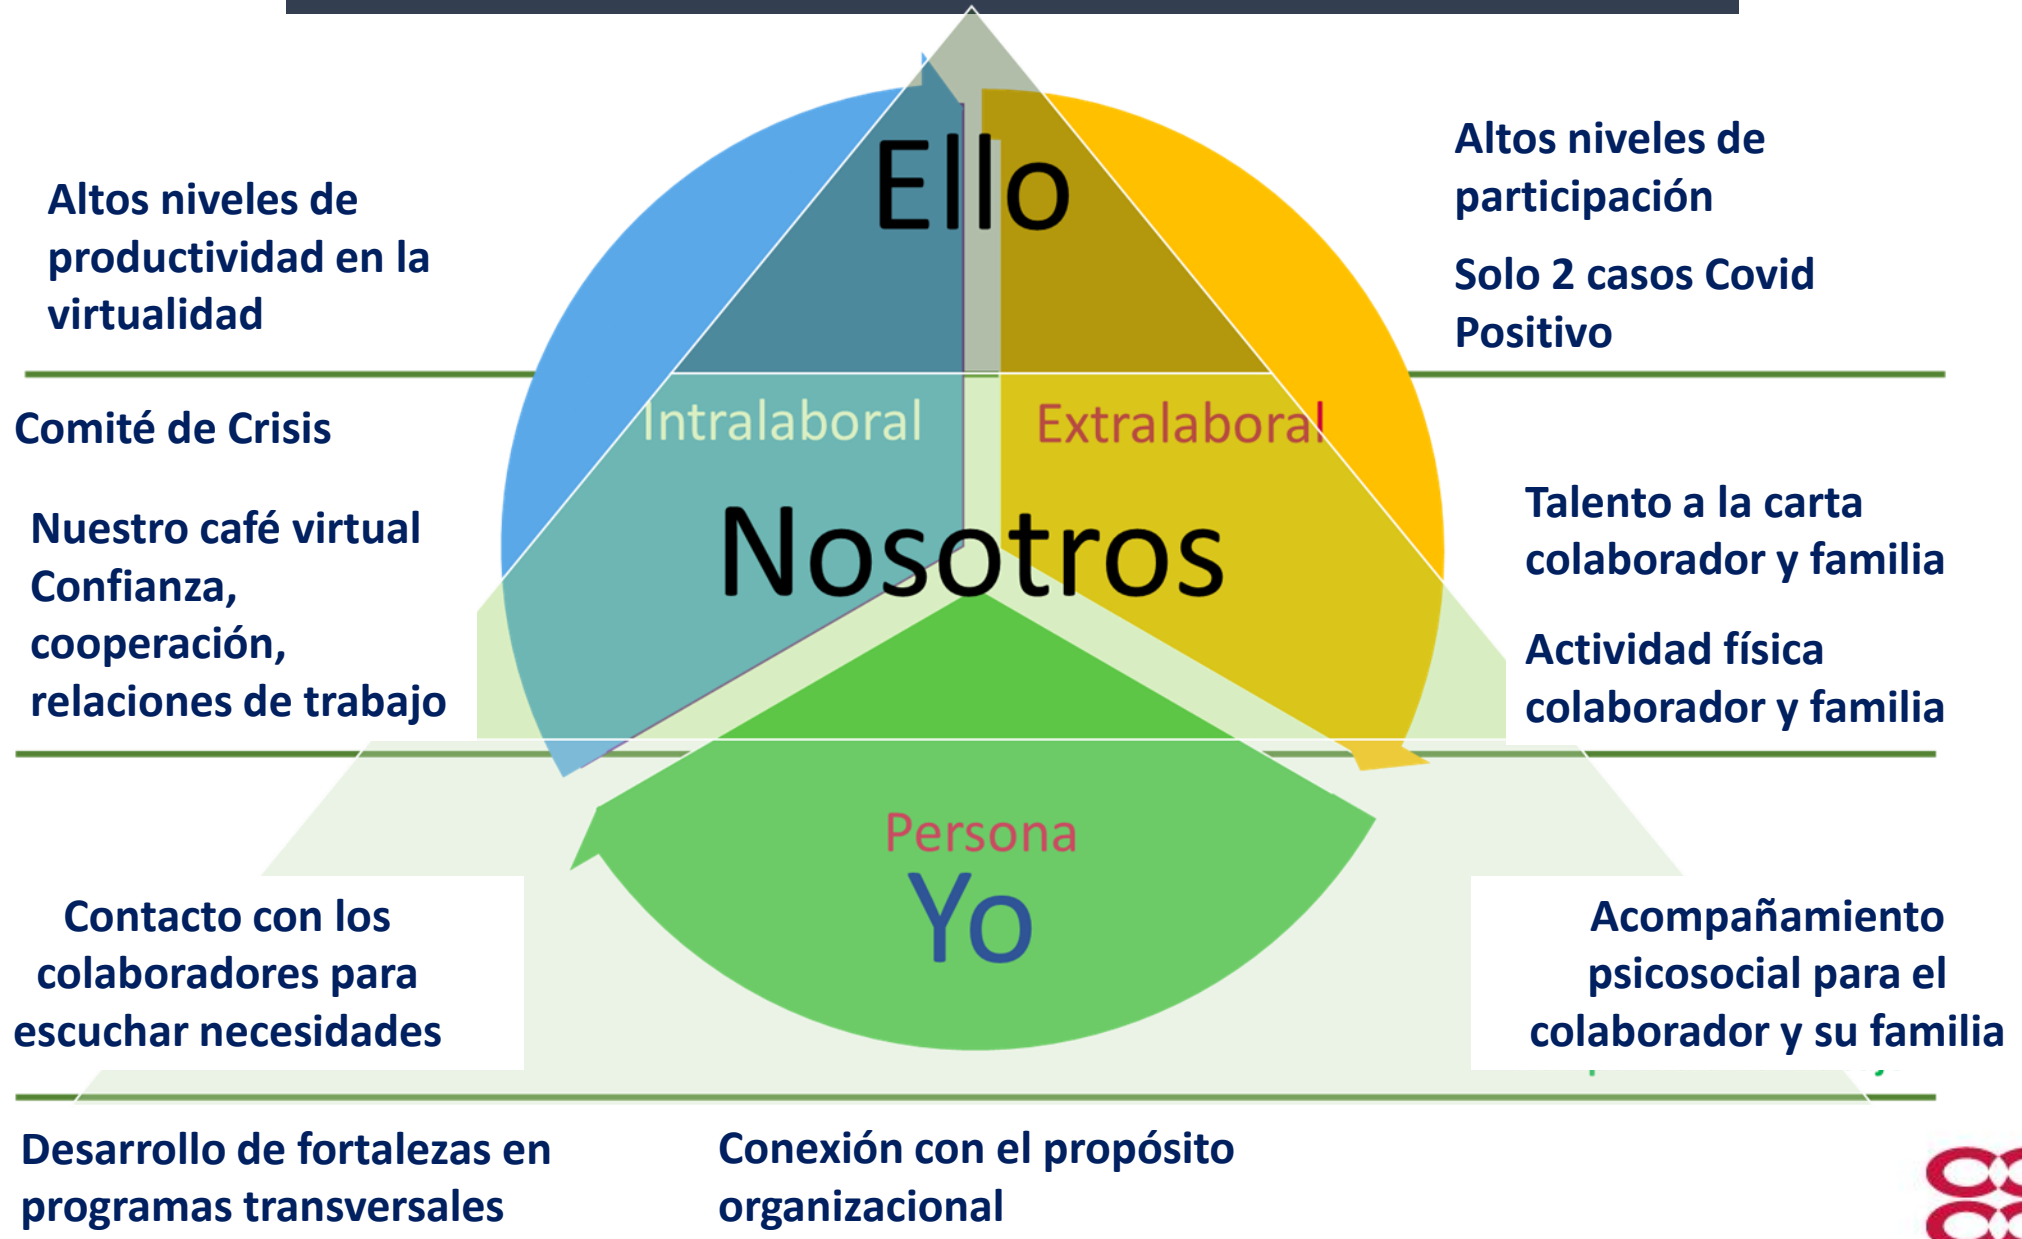 Ello
Altos niveles de
productividad en la
virtualidad
Altos niveles de
participación
Solo 2 casos Covid
Positivo
Intralaboral
Extralaboral
Comité de Crisis
Nosotros
Nuestro café virtual
Confianza,
cooperación,
relaciones de trabajo
Talento a la carta
colaborador y familia
Actividad física
colaborador y familia
Persona
Yo
Contacto con los
colaboradores para
escuchar necesidades
Acompañamiento
psicosocial para el
colaborador y su familia
Desarrollo de fortalezas en
programas transversales
Conexión con el propósito
organizacional